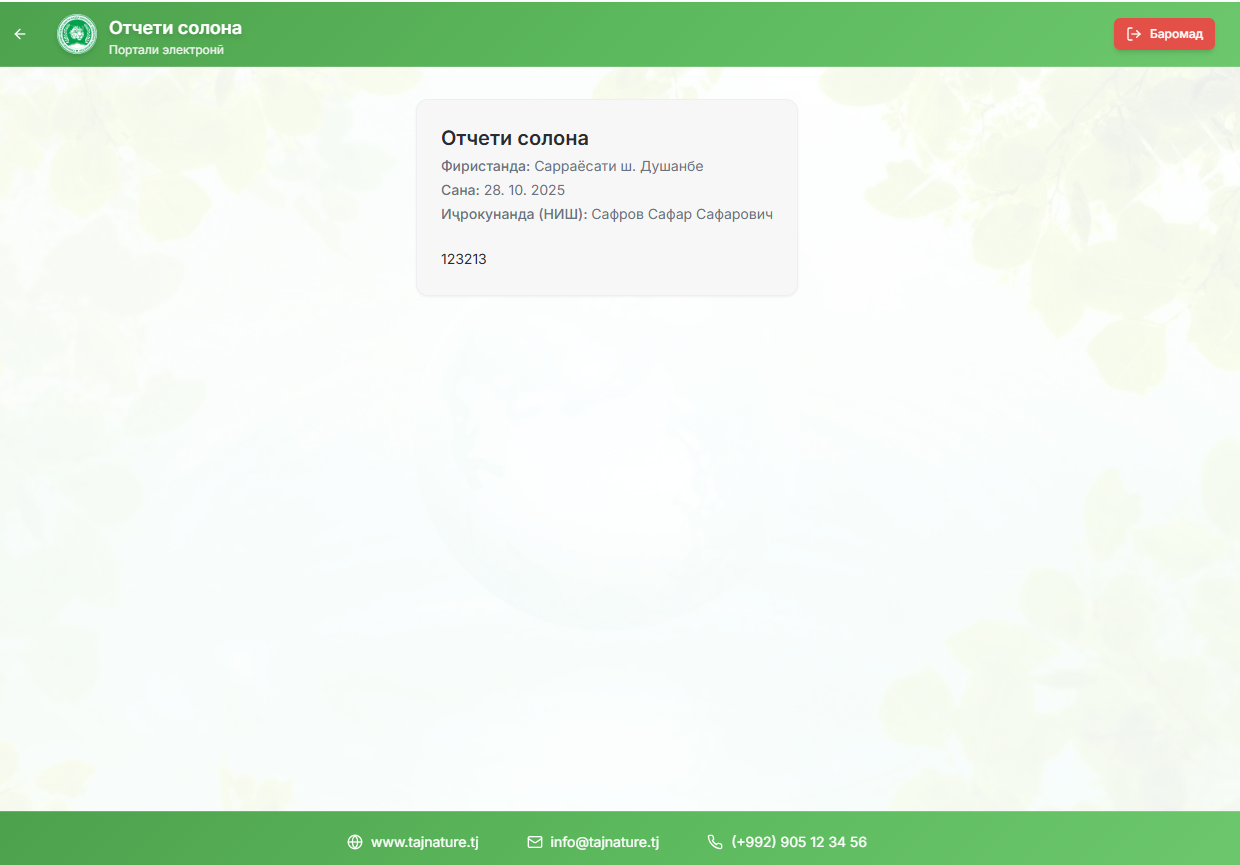 Отчети солона
Портали электронӣ
Баромад
Отчети солона
Фиристанда: Сарраёсати ш. Душанбе
Сана: 28. 10. 2025
Иҷрокунанда (НИШ): Сафров Сафар Сафарович
123213
www.tajnature.tj
info@tajnature.tj
(+992) 905 12 34 56